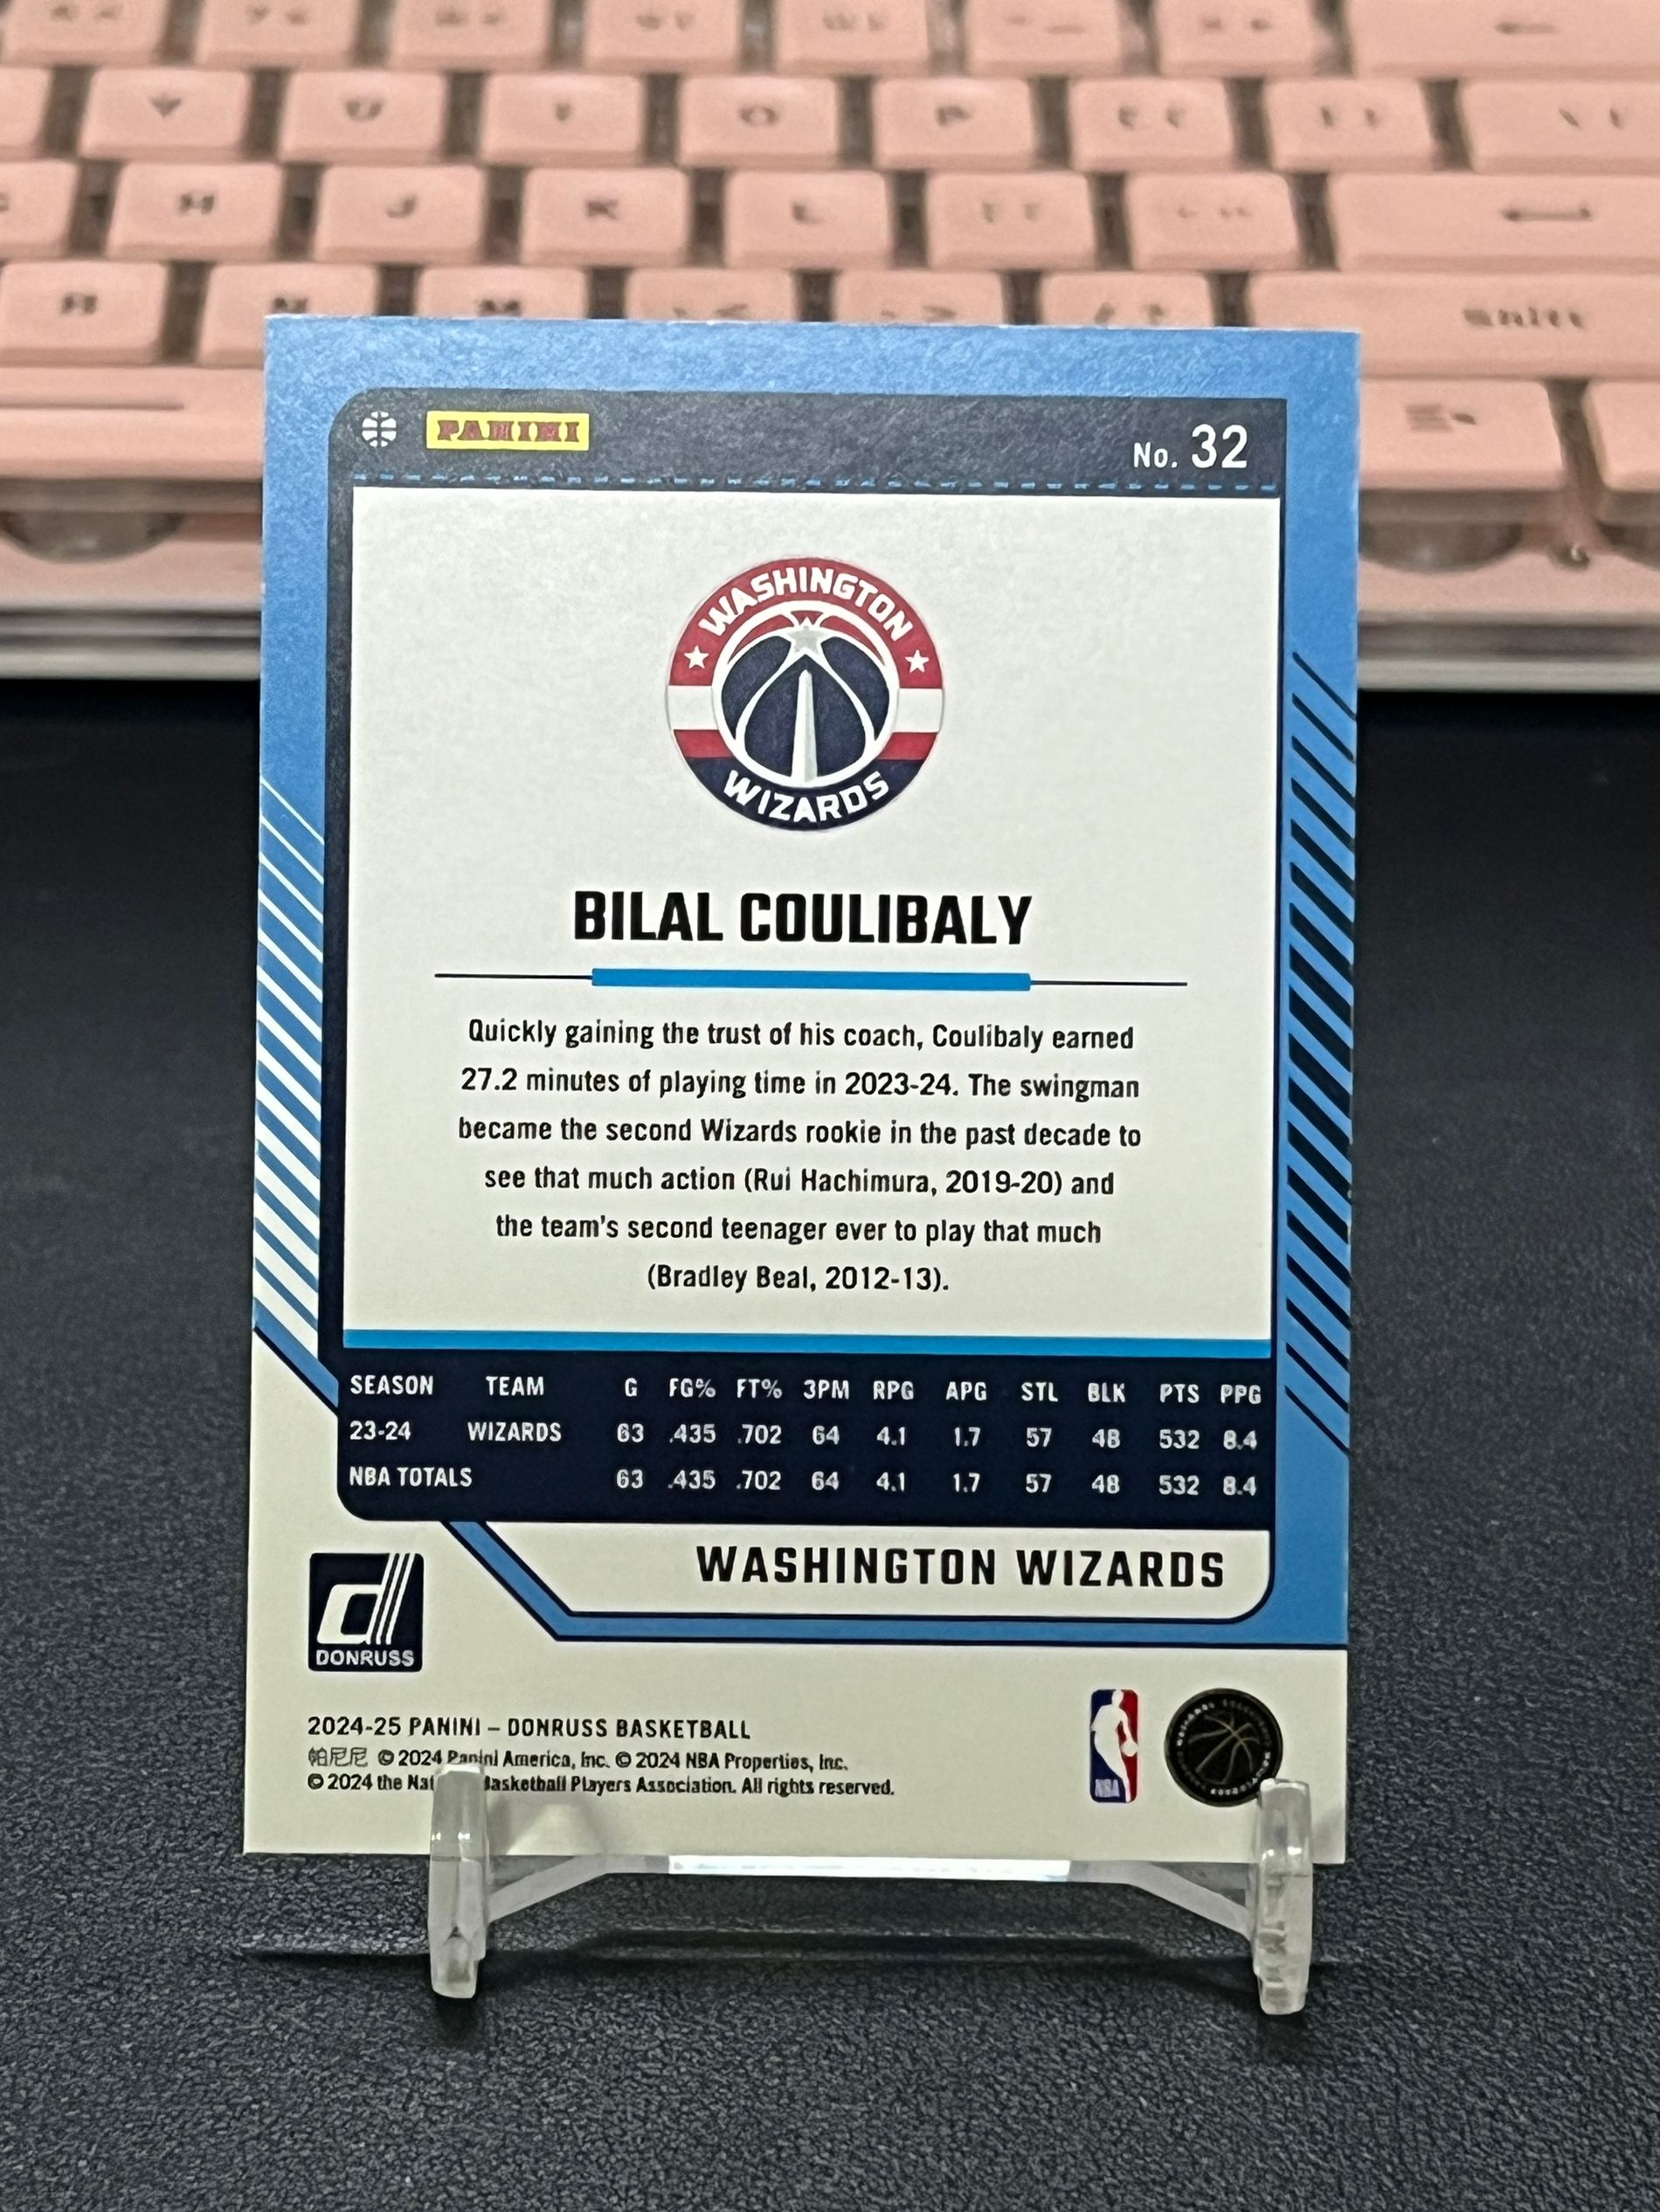 PANINI
No. 32
WASHINGTON
WIZARDS
BILAL COULIBALY
Quickly gaining the trust of his coach, Coulibaly earned
27.2 minutes of playing time in 2023-24. The swingman
became the second Wizards rookie in the past decade to
see that much action (Rui Hachimura, 2019-20) and
the team's second teenager ever to play that much
(Bradley Beal, 2012-13).
SEASON TEAM G FG% FT% 3PM RPG APG STL BLK PTS PPG
23-24 WIZARDS 63 .435 .702 64 4.1 1.7 57 48 532 8.4
NBA TOTALS 63 .435 .702 64 4.1 1.7 57 48 532 8.4
WASHINGTON WIZARDS
d
DONRUSS
2024-25 PANINI – DONRUSS BASKETBALL
帕尼尼 © 2024 Panini America, Inc. © 2024 NBA Properties, Inc.
© 2024 the Basketball Players Association. All rights reserved.
NBA